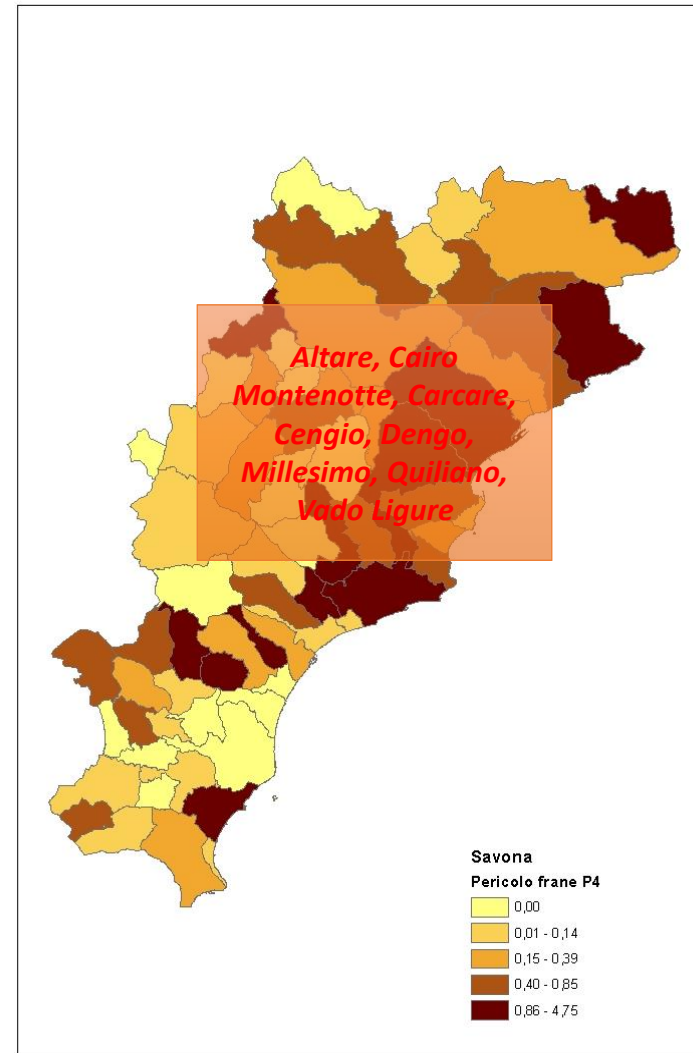 Altare, Cairo
Montenotte, Carcare,
Cengio, Dengo,
Millesimo, Quiliano,
Vado Ligure
Savona
Pericolo frane P4
0,00
0,01 - 0,14
0,15 - 0,39
0,40 - 0,85
0,86 - 4,75